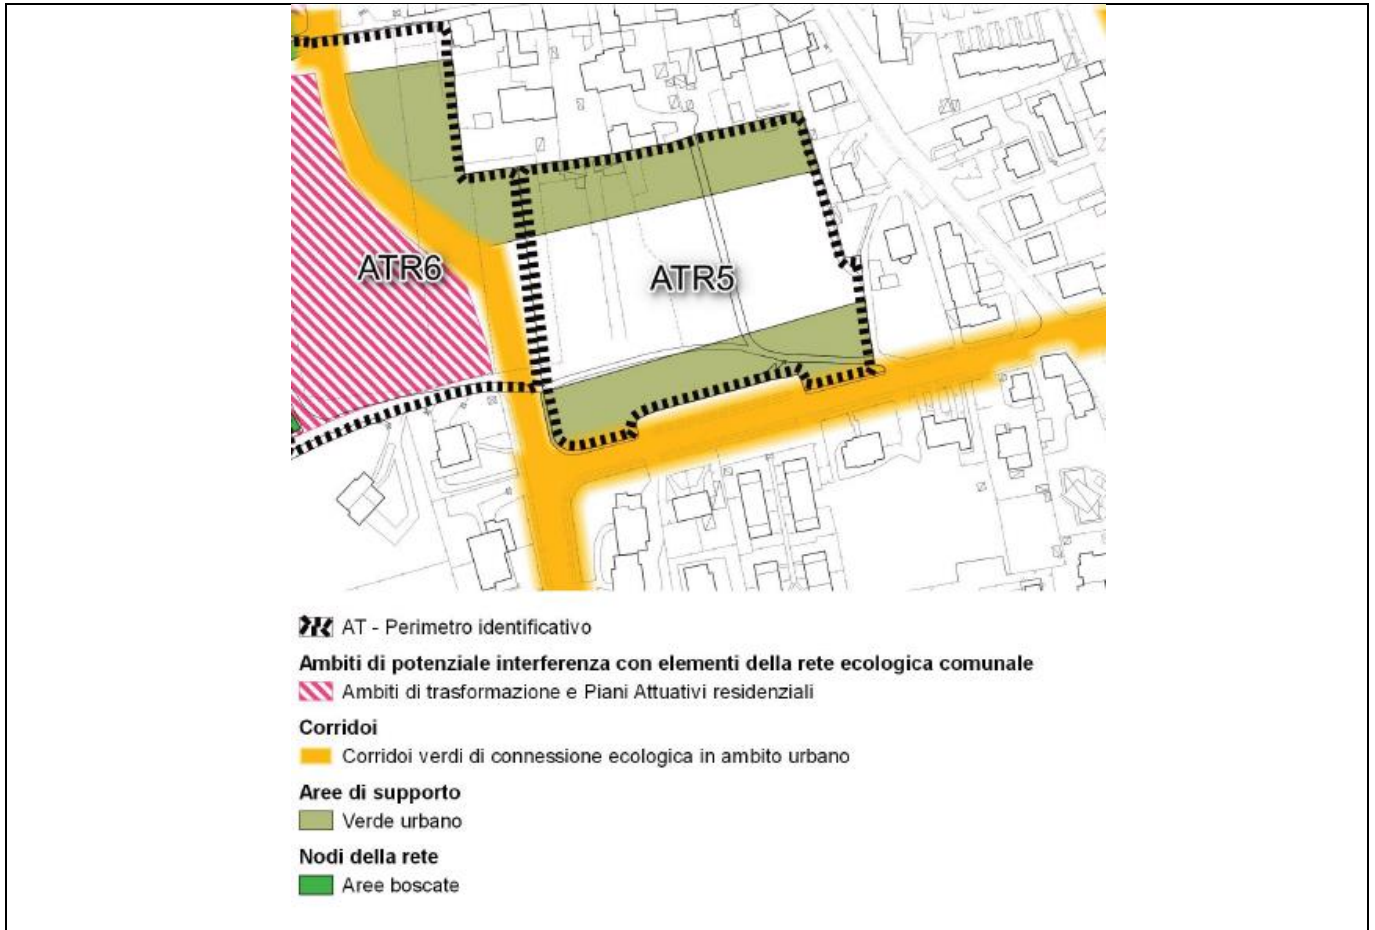 ATR6
ATR5
AT - Perimetro identificativo
Ambiti di potenziale interferenza con elementi della rete ecologica comunale
Ambiti di trasformazione e Piani Attuativi residenziali
Corridoi
Corridoi verdi di connessione ecologica in ambito urbano
Aree di supporto
Verde urbano
Nodi della rete
Aree boscate